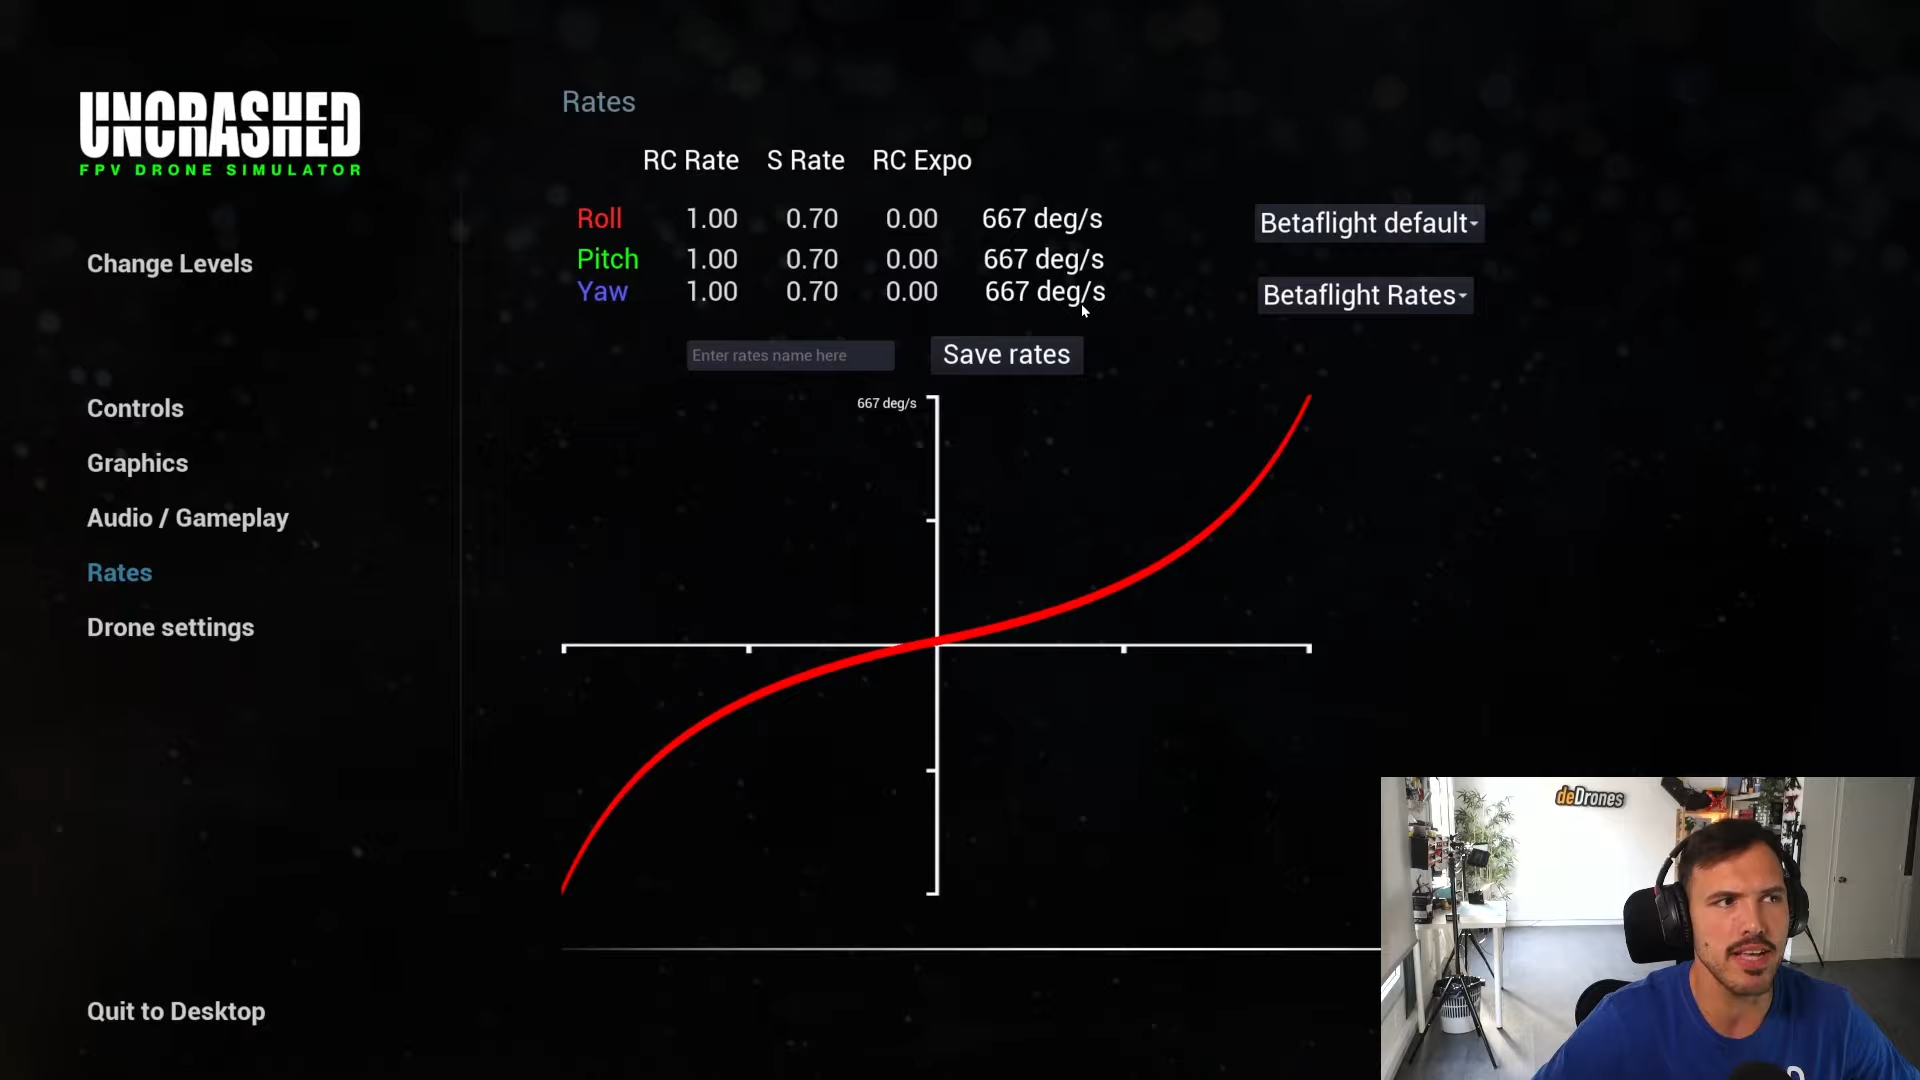 UNCRASHED
FPV DRONE SIMULATOR
Change Levels
Controls
Graphics
Audio / Gameplay
Rates
Drone settings
Quit to Desktop
Rates
RC Rate S Rate RC Expo
Roll 1.00 0.70 0.00 667 deg/s
Pitch 1.00 0.70 0.00 667 deg/s
Yaw 1.00 0.70 0.00 667 deg/s
Betaflight default
Betaflight Rates
Enter rates name here
Save rates
667 deg/s
deDrones